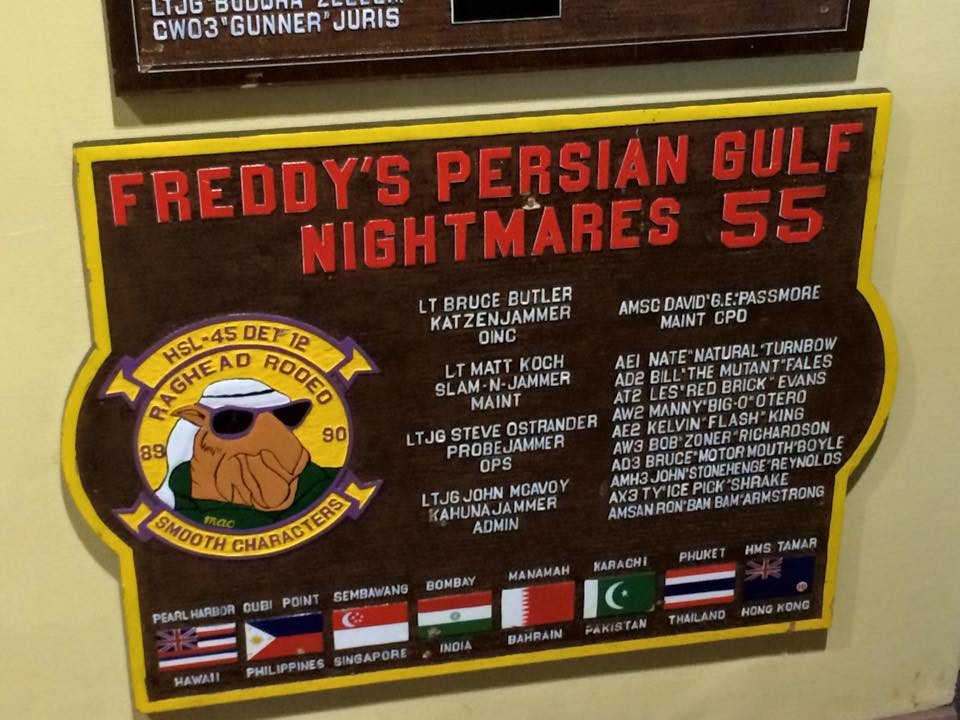 LTJG "BUDDHA"
CWO3 "GUNNER" JURIS
FREDDY'S PERSIAN GULF
NIGHTMARES 55
HSL-45 DET 12
RAGHEAD RODEO
89 90
mac
SMOOTH CHARACTERS
LT BRUCE BUTLER
KATZENJAMMER
OINC
LT MATT KOCH
SLAM-N-JAMMER
MAINT
LTJG STEVE OSTRANDER
PROBEJAMMER
OPS
LTJG JOHN MCAVOY
KAHUNAJAMMER
ADMIN
AMSC DAVID "G.E." PASSMORE
MAINT CPO
AE1 NATE "NATURAL" TURNBOW
AD2 BILL "THE MUTANT" FALES
AT2 LES "RED BRICK" EVANS
AW2 MANNY "BIG-O" OTERO
AE2 KELVIN "FLASH" KING
AW3 BOB "ZONER" RICHARDSON
AD3 BRUCE "MOTOR MOUTH" BOYLE
AMH3 JOHN "STONEHENGE" REYNOLDS
AX3 TY "ICE PICK" SHRAKE
AMSAN RON "BAM BAM" ARMSTRONG
PEARL HARBOR
HAWAII
CUBI POINT
PHILIPPINES
SEMBAWANG
SINGAPORE
BOMBAY
INDIA
MANAMAH
BAHRAIN
KARACHI
PAKISTAN
PHUKET
THAILAND
HMS TAMAR
HONG KONG